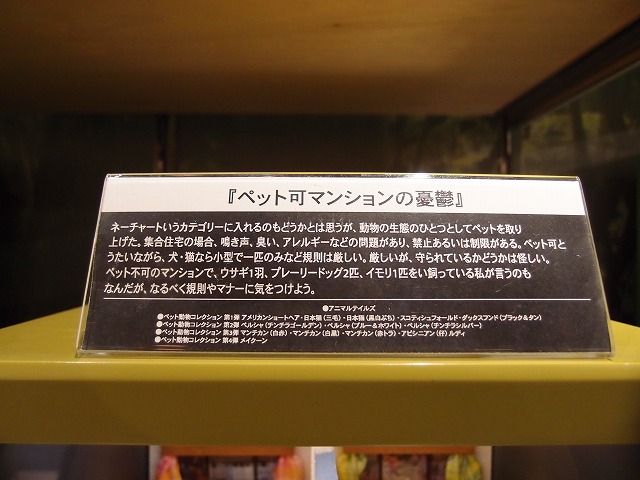 『ペット可マンションの憂鬱』
ネーチャートいうカテゴリーに入れるのもどうかとは思うが、動物の生態のひとつとしてペットを取り
上げた。集合住宅の場合、鳴き声、臭い、アレルギーなどの問題があり、禁止あるいは制限がある。ペット可と
うたいながら、犬・猫なら小型で一匹のみなど規則は厳しい。厳しいが、守られているかどうかは怪しい。
ペット不可のマンションで、ウサギ1羽、プレーリードッグ2匹、イモリ1匹をい飼っている私が言うのも
なんだが、なるべく規則やマナーに気をつけよう。
●アニマルテイルズ
●ペット動物コレクション 第1弾 アメリカンショートヘア・日本猫(三毛)・日本猫(黒白ぶち)・スコティシュフォールド・ダックスフンド(ブラック&タン)
●ペット動物コレクション 第2弾 ペルシャ(チンチラゴールデン)・ペルシャ(ブルー&ホワイト)・ペルシャ(チンチラシルバー)
●ペット動物コレクション 第3弾 マンチカン(白赤)・マンチカン(白黒)・マンチカン(赤トラ)・アビシニアン(仔)ルディ
●ペット動物コレクション 第4弾 メイクーン